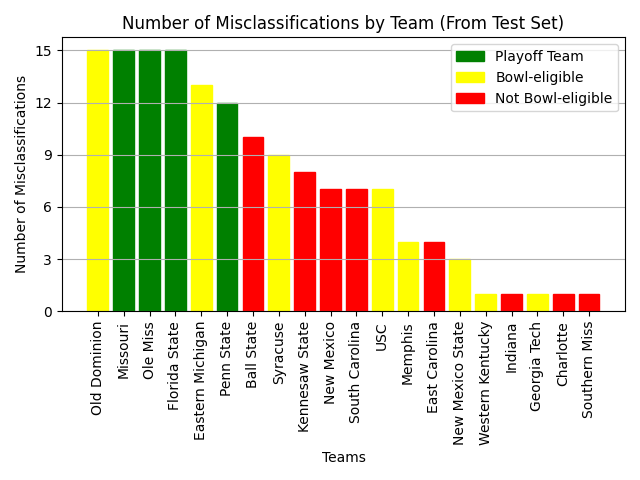 Number of Misclassifications by Team (From Test Set)
Number of Misclassifications
15
12
9
6
3
0
Playoff Team
Bowl-eligible
Not Bowl-eligible
Old Dominion
Missouri
Ole Miss
Florida State
Eastern Michigan
Penn State
Ball State
Syracuse
Kennesaw State
New Mexico
South Carolina
USC
Memphis
East Carolina
New Mexico State
Western Kentucky
Indiana
Georgia Tech
Charlotte
Southern Miss
Teams